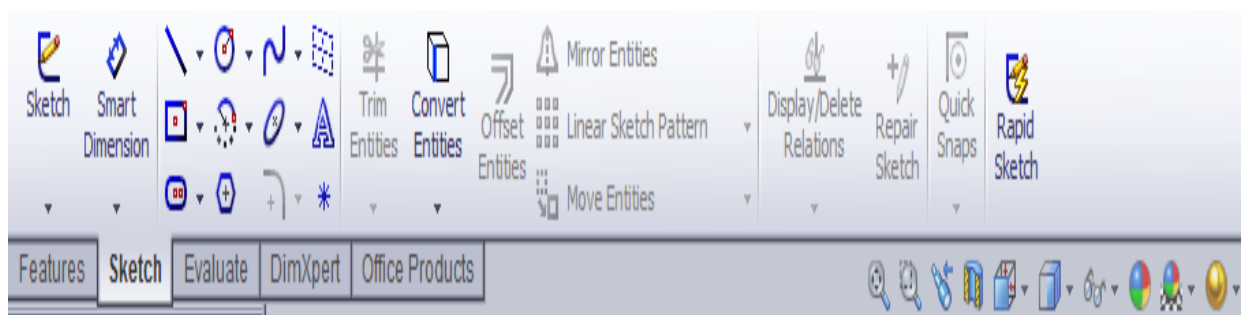 Sketch
Smart
Dimension
Trim
Entities
Convert
Entities
Offset
Entities
Mirror Entities
Linear Sketch Pattern
Move Entities
Display/Delete
Relations
Repair
Sketch
Quick
Snaps
Rapid
Sketch
Features Sketch Evaluate DimXpert Office Products